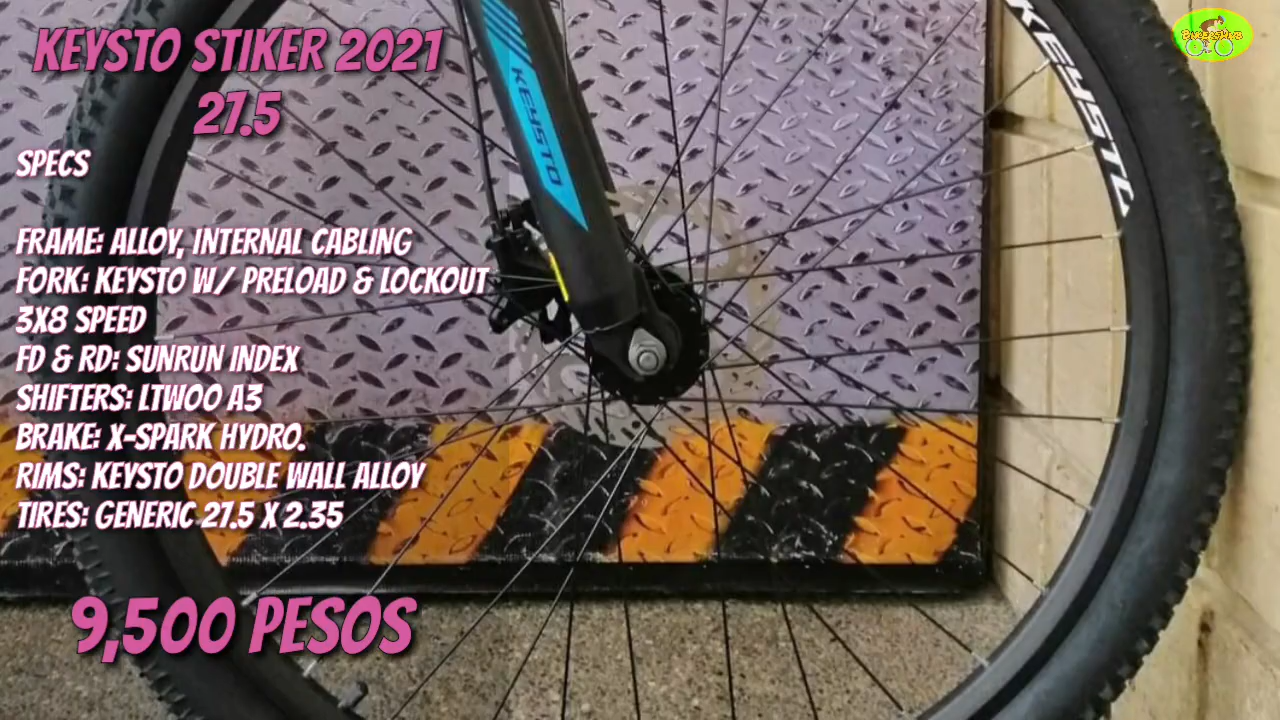 KEYSTO STIKER 2021
27.5
SPECS
FRAME: ALLOY, INTERNAL CABLING
FORK: KEYSTO W/ PRELOAD & LOCKOUT
3X8 SPEED
FD & RD: SUNRUN INDEX
SHIFTERS: LTWOO A3
BRAKE: X-SPARK HYDRO.
RIMS: KEYSTO DOUBLE WALL ALLOY
TIRES: GENERIC 27.5 X 2.35
9,500 PESOS
KEYSTO
KEYSTO
BIKERSHUB